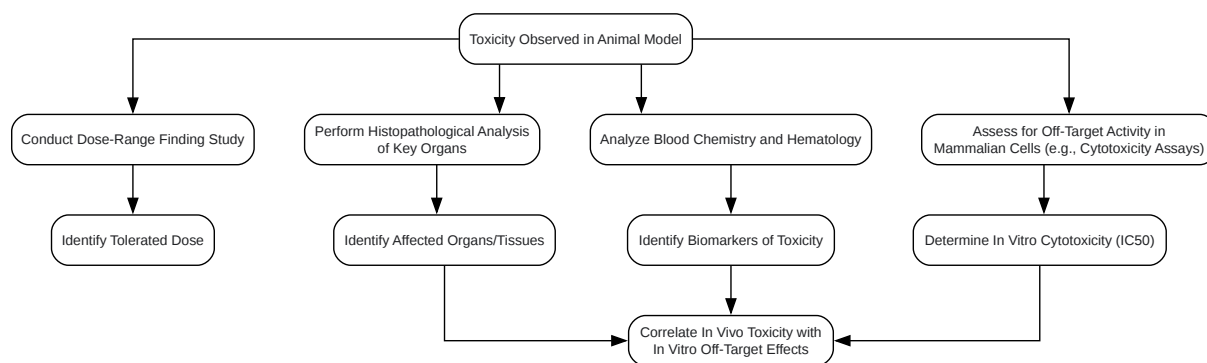 Toxicity Observed in Animal Model
Conduct Dose-Range Finding Study
Perform Histopathological Analysis
of Key Organs
Analyze Blood Chemistry and Hematology
Assess for Off-Target Activity in
Mammalian Cells (e.g., Cytotoxicity Assays)
Identify Tolerated Dose
Identify Affected Organs/Tissues
Identify Biomarkers of Toxicity
Determine In Vitro Cytotoxicity (IC50)
Correlate In Vivo Toxicity with
In Vitro Off-Target Effects